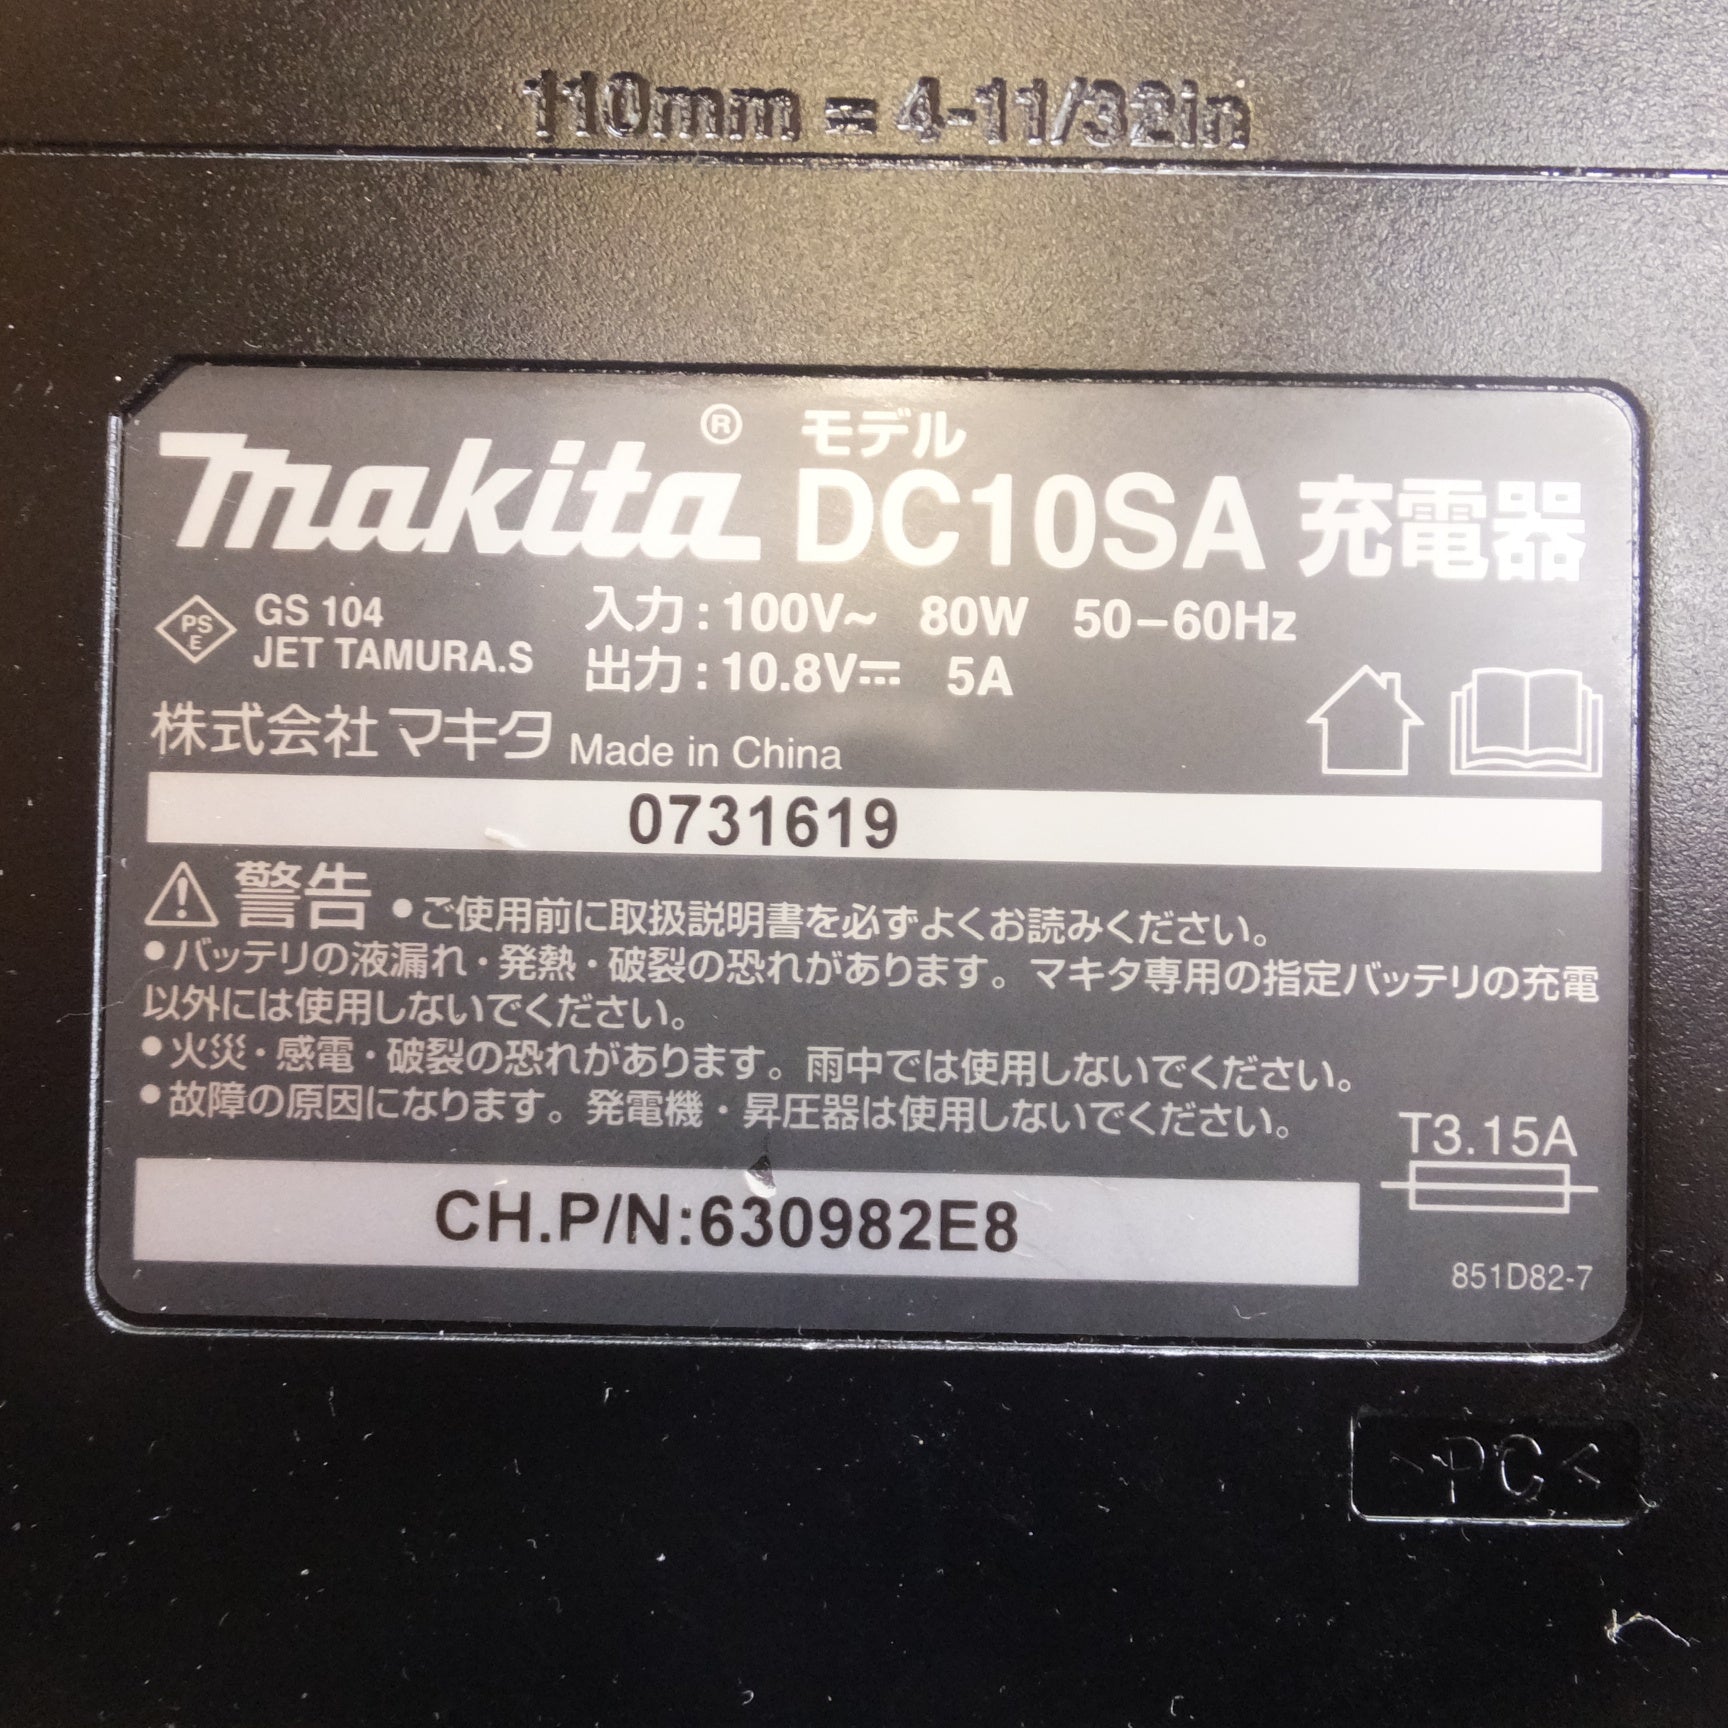 110mm = 4-11/32in
makita® モデル
DC10SA 充電器
PSE GS 104
JET TAMURA.S
入力：100V~ 80W 50–60Hz
出力：10.8V⎓ 5A
株式会社マキタ Made in China
0731619
警告 •ご使用前に取扱説明書を必ずよくお読みください。
•バッテリの液漏れ・発熱・破裂の恐れがあります。マキタ専用の指定バッテリの充電
以外には使用しないでください。
•火災・感電・破裂の恐れがあります。雨中では使用しないでください。
•故障の原因になります。発電機・昇圧器は使用しないでください。
T3.15A
CH.P/N:630982E8
851D82-7
>PC<